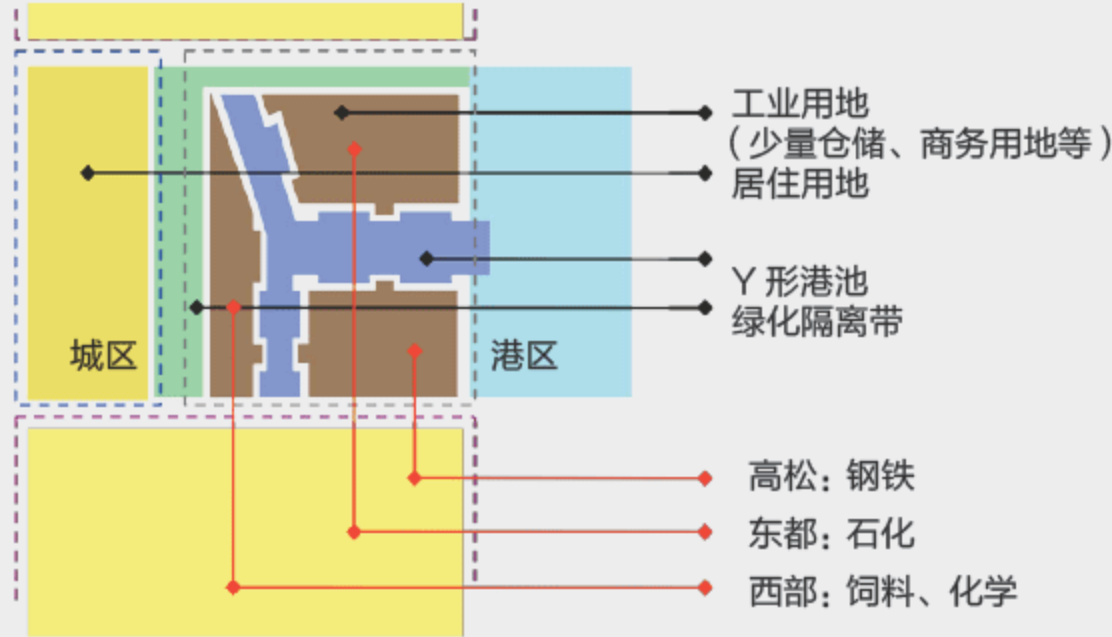 工业用地
（少量仓储、商务用地等）
居住用地
Y 形港池
绿化隔离带
城区
港区
高松：钢铁
东都：石化
西部：饲料、化学